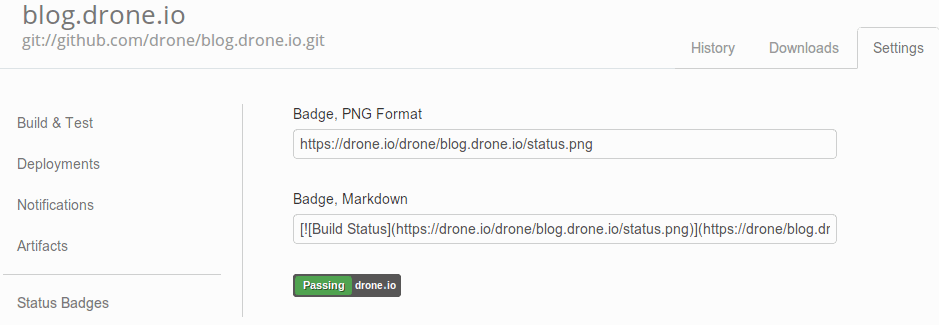 blog.drone.io
git://github.com/drone/blog.drone.io.git
History
Downloads
Settings
Build & Test
Deployments
Notifications
Artifacts
Status Badges
Badge, PNG Format
https://drone.io/drone/blog.drone.io/status.png
Badge, Markdown
[![Build Status](https://drone.io/drone/blog.drone.io/status.png)](https://drone/blog.dr
Passing drone.io